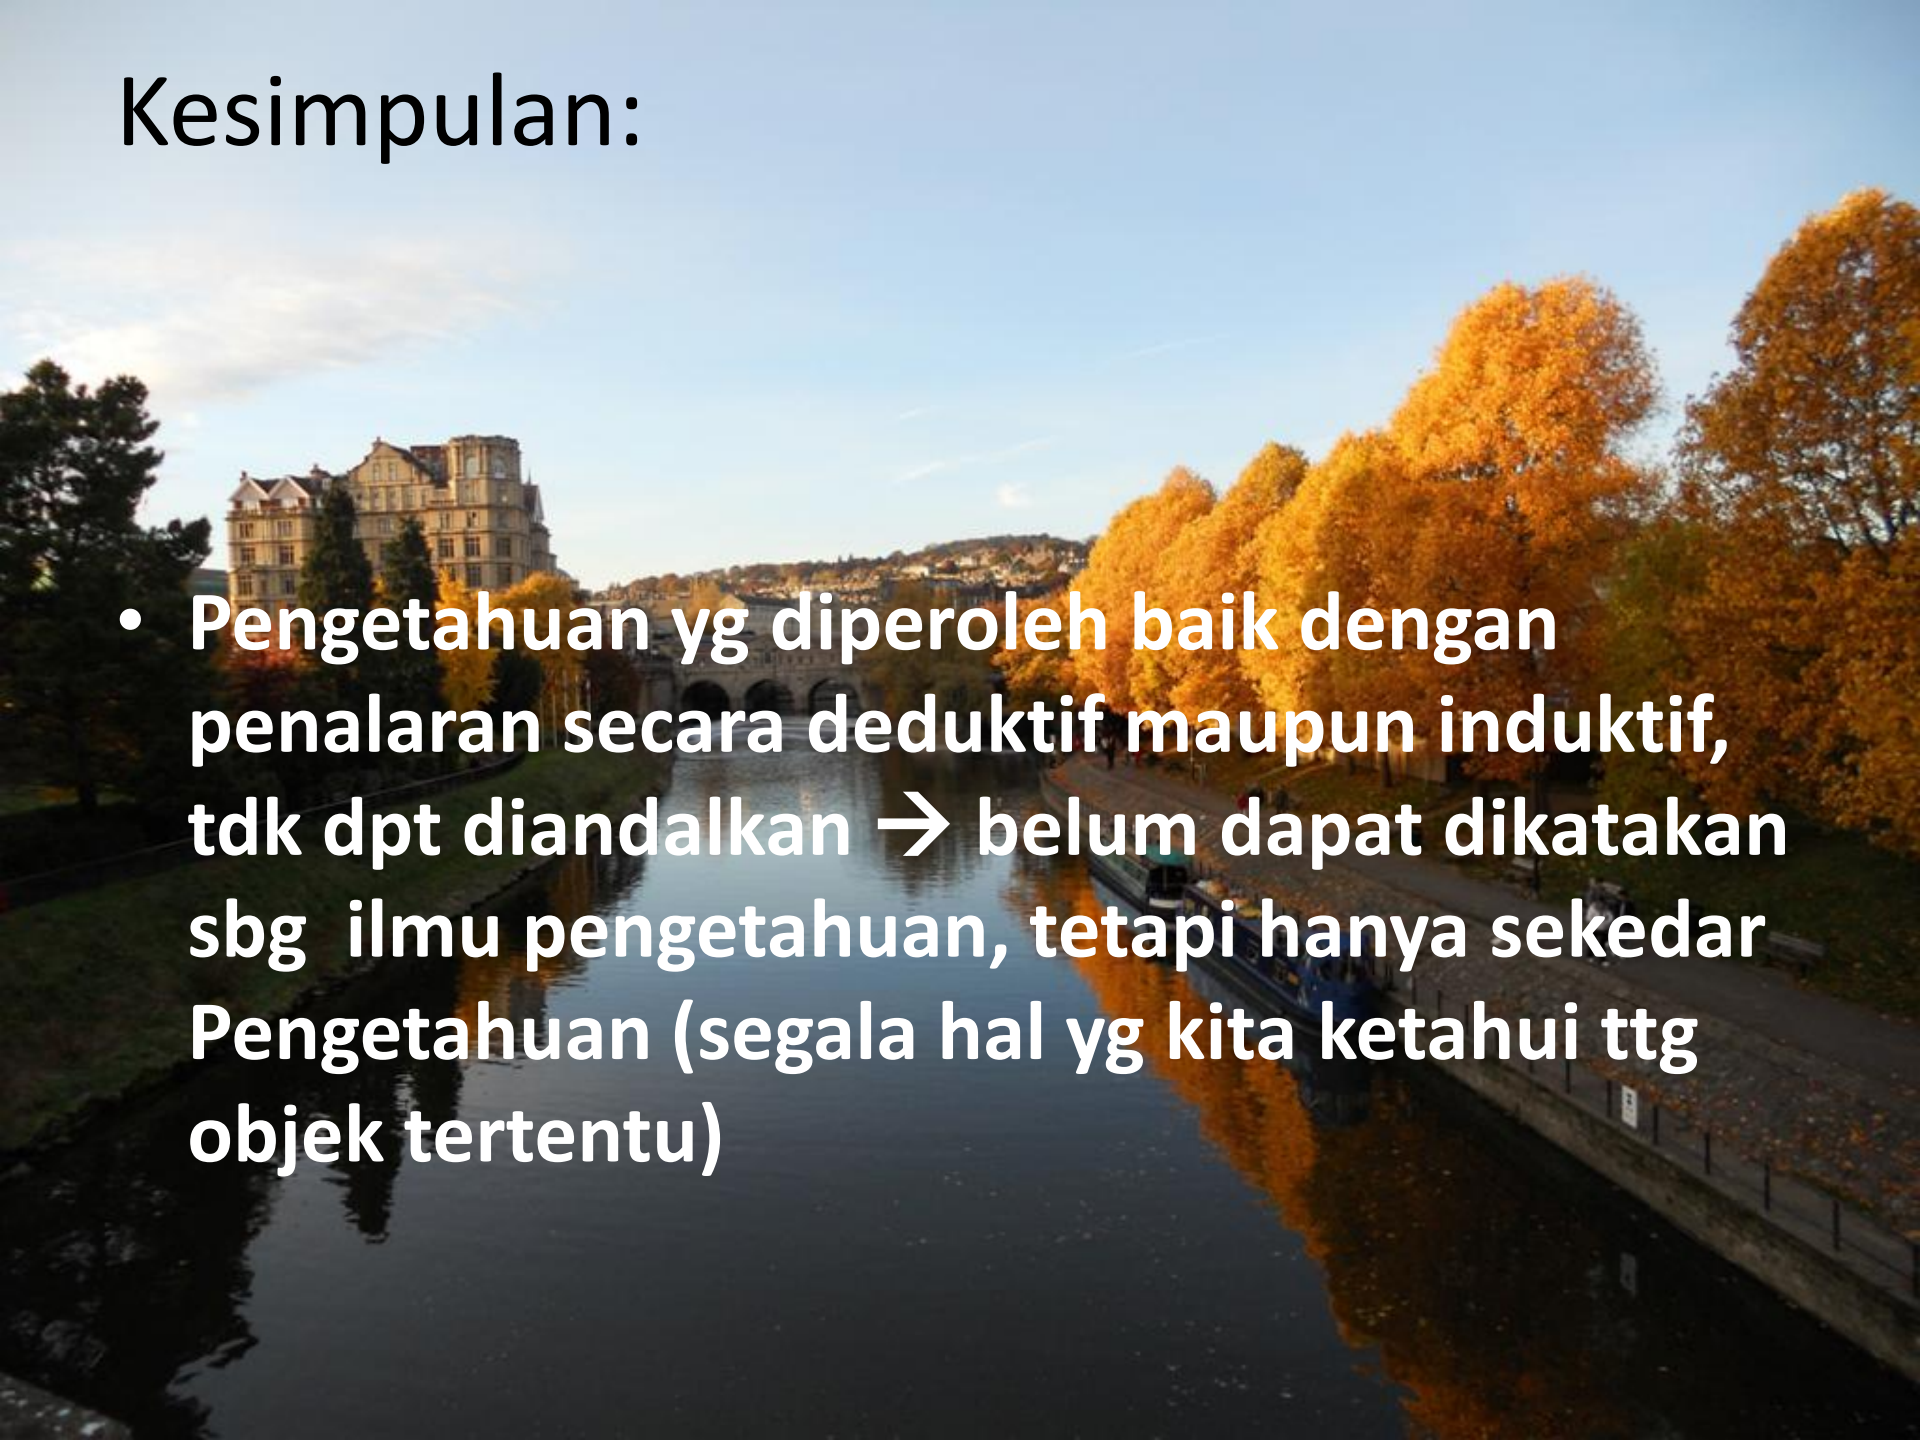 Kesimpulan:
• Pengetahuan yg diperoleh baik dengan
penalaran secara deduktif maupun induktif,
tdk dpt diandalkan → belum dapat dikatakan
sbg  ilmu pengetahuan, tetapi hanya sekedar
Pengetahuan (segala hal yg kita ketahui ttg
objek tertentu)